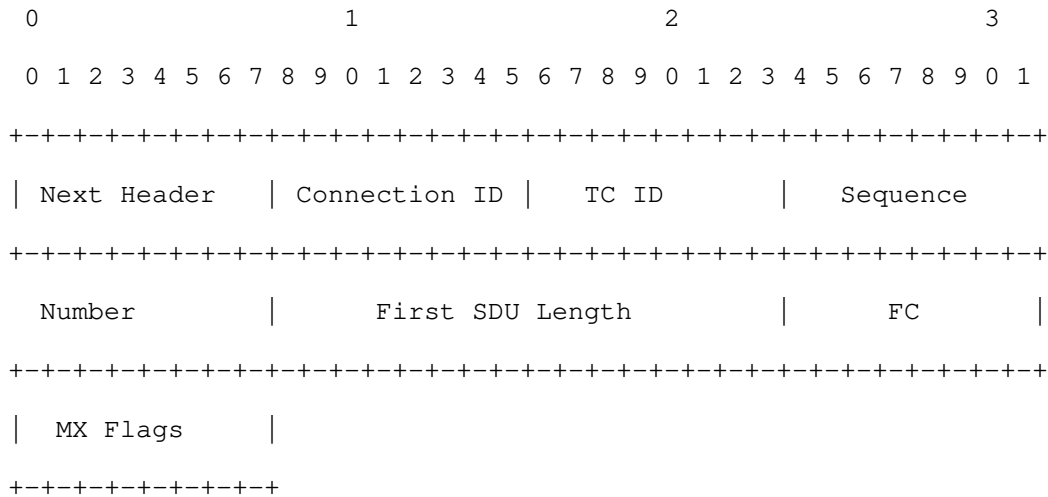 0                   1                   2                   3
0 1 2 3 4 5 6 7 8 9 0 1 2 3 4 5 6 7 8 9 0 1 2 3 4 5 6 7 8 9 0 1
+-+-+-+-+-+-+-+-+-+-+-+-+-+-+-+-+-+-+-+-+-+-+-+-+-+-+-+-+-+-+-+-+
| Next Header   | Connection ID |   TC ID       |   Sequence
+-+-+-+-+-+-+-+-+-+-+-+-+-+-+-+-+-+-+-+-+-+-+-+-+-+-+-+-+-+-+-+-+
  Number        |      First SDU Length         |      FC       |
+-+-+-+-+-+-+-+-+-+-+-+-+-+-+-+-+-+-+-+-+-+-+-+-+-+-+-+-+-+-+-+-+
|  MX Flags     |
+-+-+-+-+-+-+-+-+